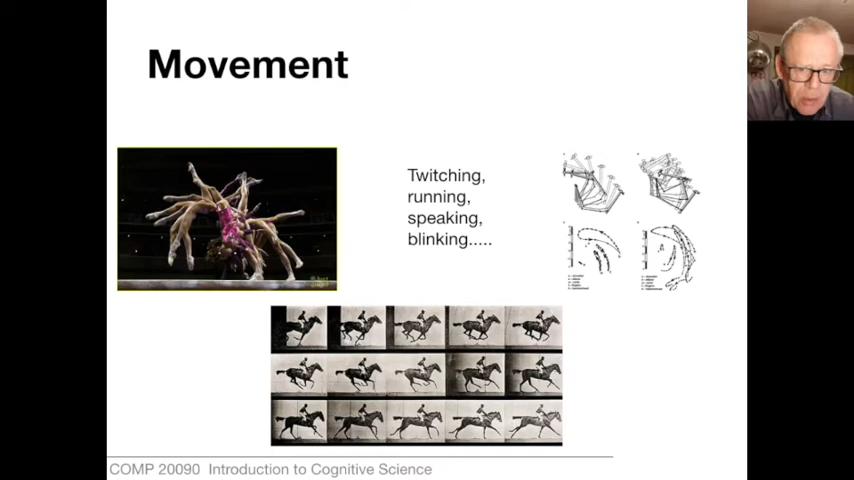 Movement
Twitching,
running,
speaking,
blinking.....
COMP 20090 Introduction to Cognitive Science